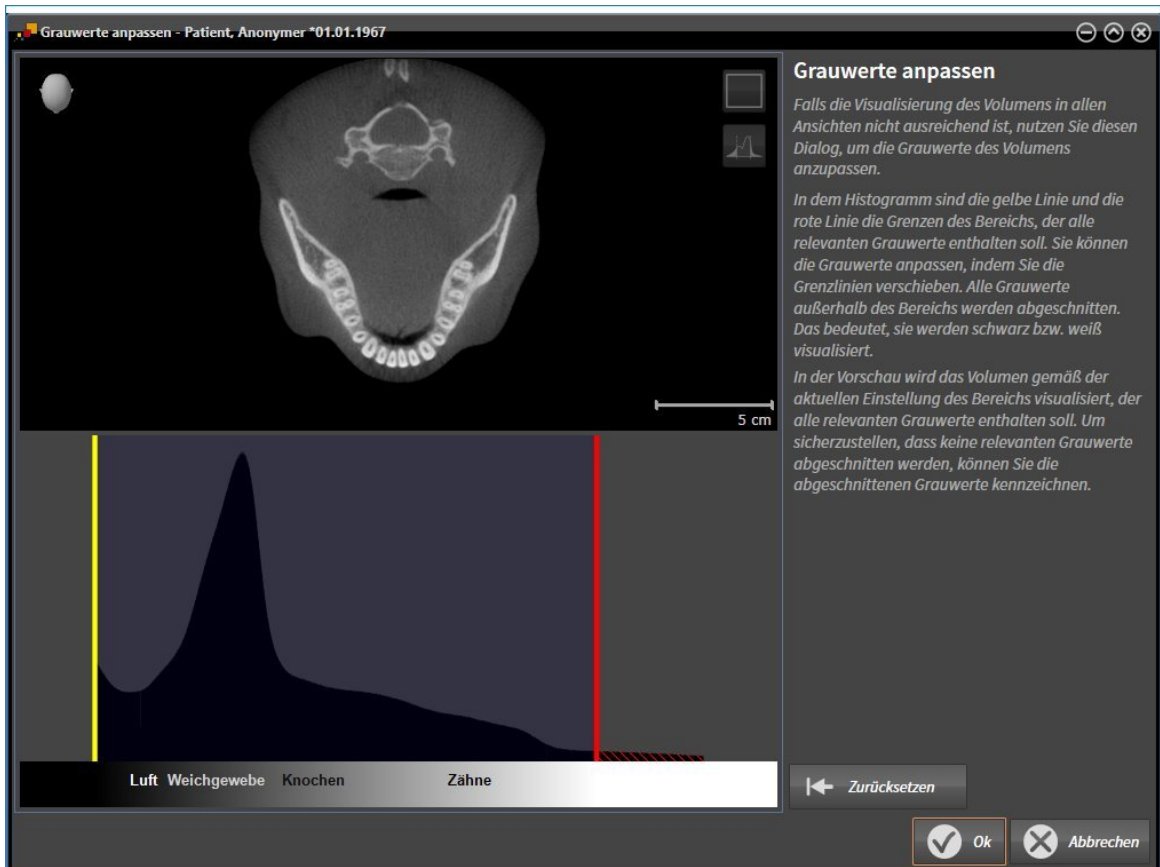 Grauwerte anpassen - Patient, Anonymer *01.01.1967
Grauwerte anpassen
Falls die Visualisierung des Volumens in allen
Ansichten nicht ausreichend ist, nutzen Sie diesen
Dialog, um die Grauwerte des Volumens
anzupassen.
In dem Histogramm sind die gelbe Linie und die
rote Linie die Grenzen des Bereichs, der alle
relevanten Grauwerte enthalten soll. Sie können
die Grauwerte anpassen, indem Sie die
Grenzlinien verschieben. Alle Grauwerte
außerhalb des Bereichs werden abgeschnitten.
Das bedeutet, sie werden schwarz bzw. weiß
visualisiert.
In der Vorschau wird das Volumen gemäß der
aktuellen Einstellung des Bereichs visualisiert, der
alle relevanten Grauwerte enthalten soll. Um
sicherzustellen, dass keine relevanten Grauwerte
abgeschnitten werden, können Sie die
abgeschnittenen Grauwerte kennzeichnen.
5 cm
Luft Weichgewebe Knochen Zähne
Zurücksetzen
Ok Abbrechen